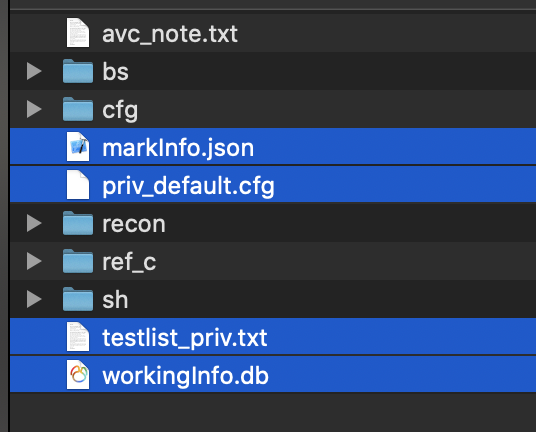 avc_note.txt
bs
cfg
markInfo.json
priv_default.cfg
recon
ref_c
sh
testlist_priv.txt
workingInfo.db